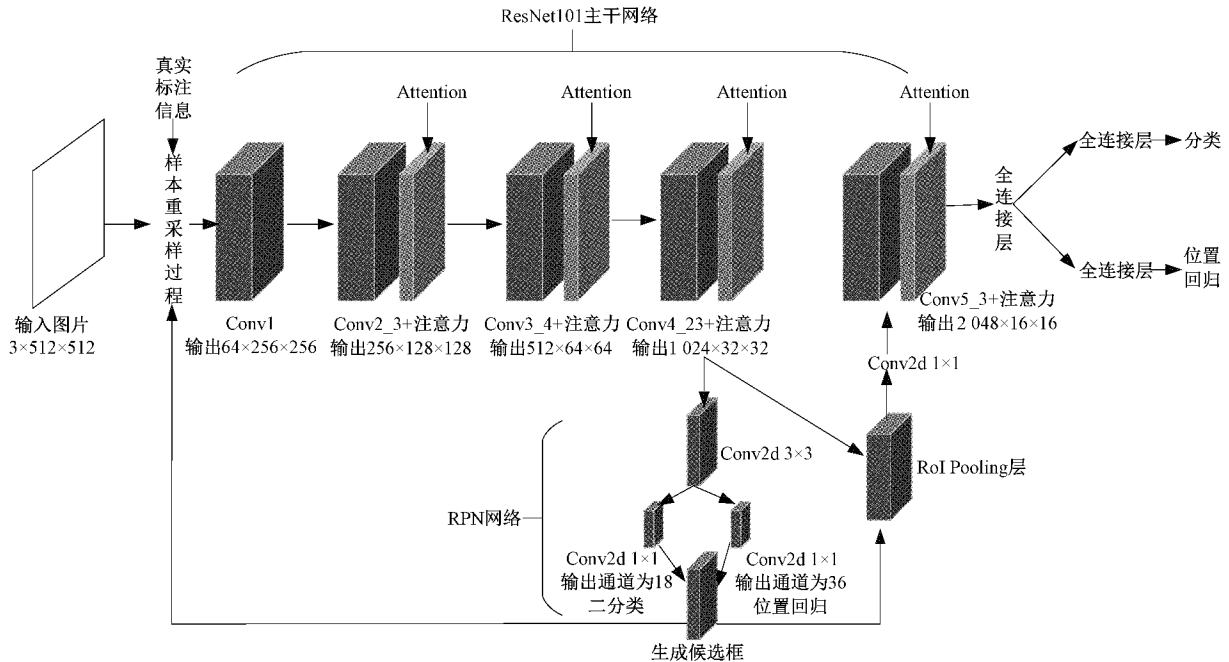 ResNet101主干网络
真实
标注
信息
Attention
Attention
Attention
Attention
样本重采样过程
全连接层
全连接层
分类
全连接层
位置
回归
输入图片
3×512×512
Conv1
输出64×256×256
Conv2_3+注意力
输出256×128×128
Conv3_4+注意力
输出512×64×64
Conv4_23+注意力
输出1 024×32×32
Conv5_3+注意力
输出2 048×16×16
Conv2d 1×1
Conv2d 3×3
RoI Pooling层
RPN网络
Conv2d 1×1
输出通道为18
二分类
Conv2d 1×1
输出通道为36
位置回归
生成候选框